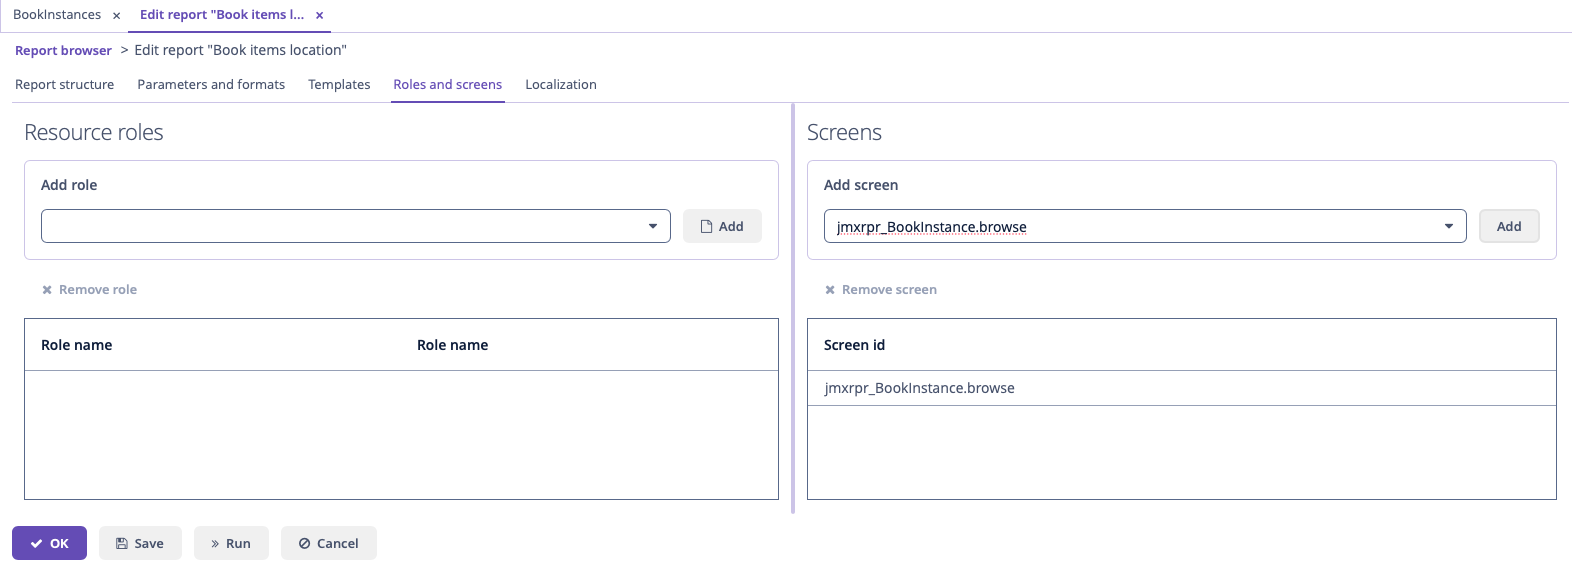 BookInstances × Edit report "Book items l... ×
Report browser > Edit report "Book items location"
Report structure Parameters and formats Templates Roles and screens Localization
Resource roles
Add role
Add
Remove role
Role name Role name
Screens
Add screen
jmxrpr_BookInstance.browse Add
Remove screen
Screen id
jmxrpr_BookInstance.browse
OK Save Run Cancel